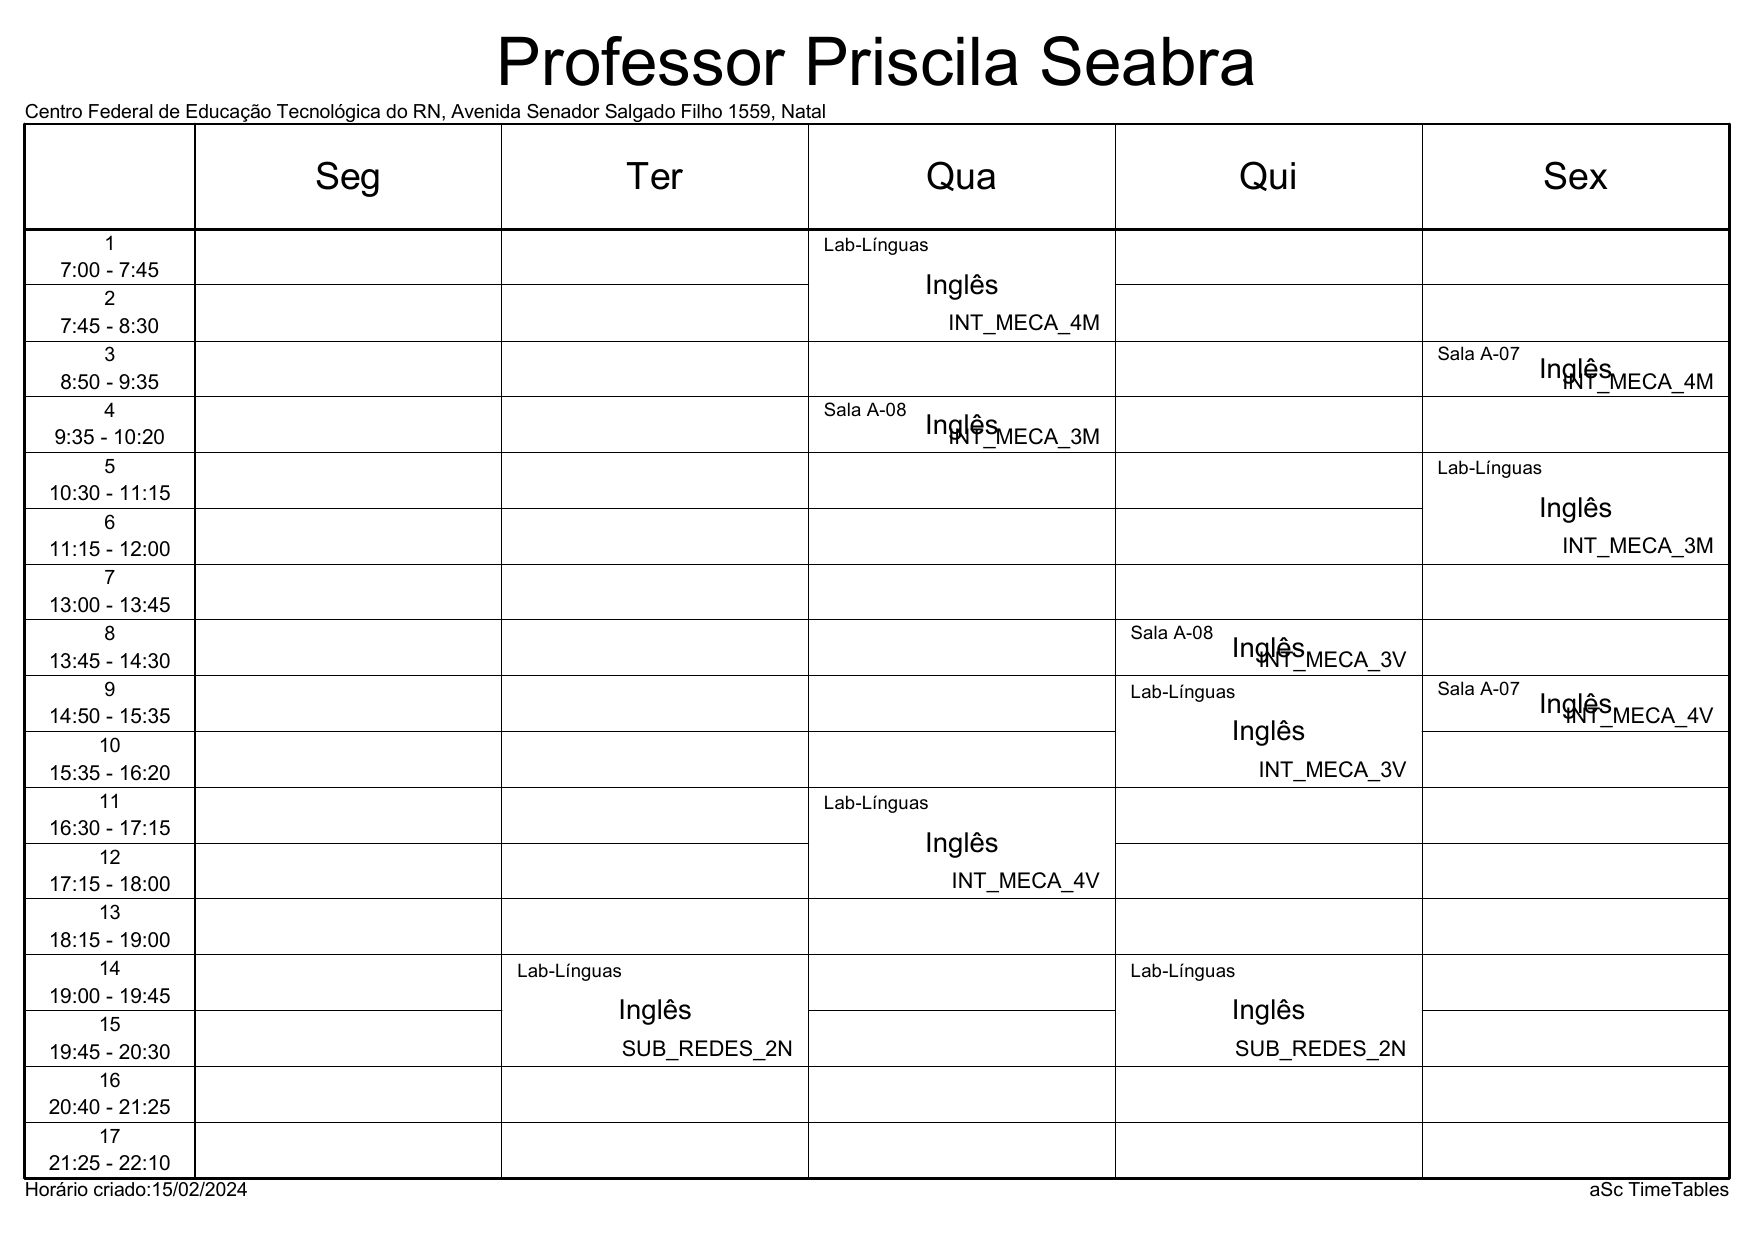 Professor Priscila Seabra
Centro Federal de Educação Tecnológica do RN, Avenida Senador Salgado Filho 1559, Natal
Seg Ter Qua Qui Sex
1
7:00 - 7:45
Lab-Línguas
Inglês
INT_MECA_4M
2
7:45 - 8:30
3
8:50 - 9:35
Sala A-07
Inglês
INT_MECA_4M
4
9:35 - 10:20
Sala A-08
Inglês
INT_MECA_3M
5
10:30 - 11:15
Lab-Línguas
Inglês
INT_MECA_3M
6
11:15 - 12:00
7
13:00 - 13:45
8
13:45 - 14:30
Sala A-08
Inglês
INT_MECA_3V
9
14:50 - 15:35
Lab-Línguas
Inglês
INT_MECA_3V
Sala A-07
Inglês
INT_MECA_4V
10
15:35 - 16:20
11
16:30 - 17:15
Lab-Línguas
Inglês
INT_MECA_4V
12
17:15 - 18:00
13
18:15 - 19:00
14
19:00 - 19:45
Lab-Línguas
Inglês
SUB_REDES_2N
Lab-Línguas
Inglês
SUB_REDES_2N
15
19:45 - 20:30
16
20:40 - 21:25
17
21:25 - 22:10
Horário criado:15/02/2024
aSc TimeTables